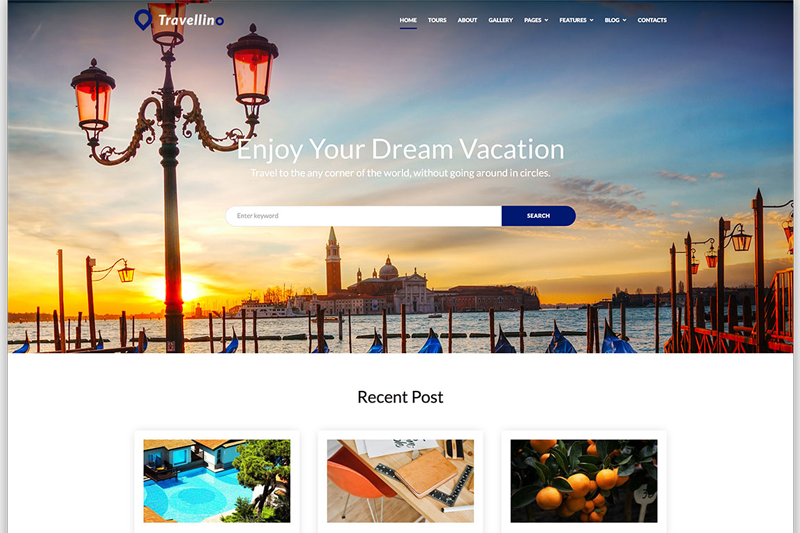 Travellino
HOME TOURS ABOUT GALLERY PAGES FEATURES BLOG CONTACTS
Enjoy Your Dream Vacation
Travel to the any corner of the world, without going around in circles.
Enter keyword SEARCH
Recent Post